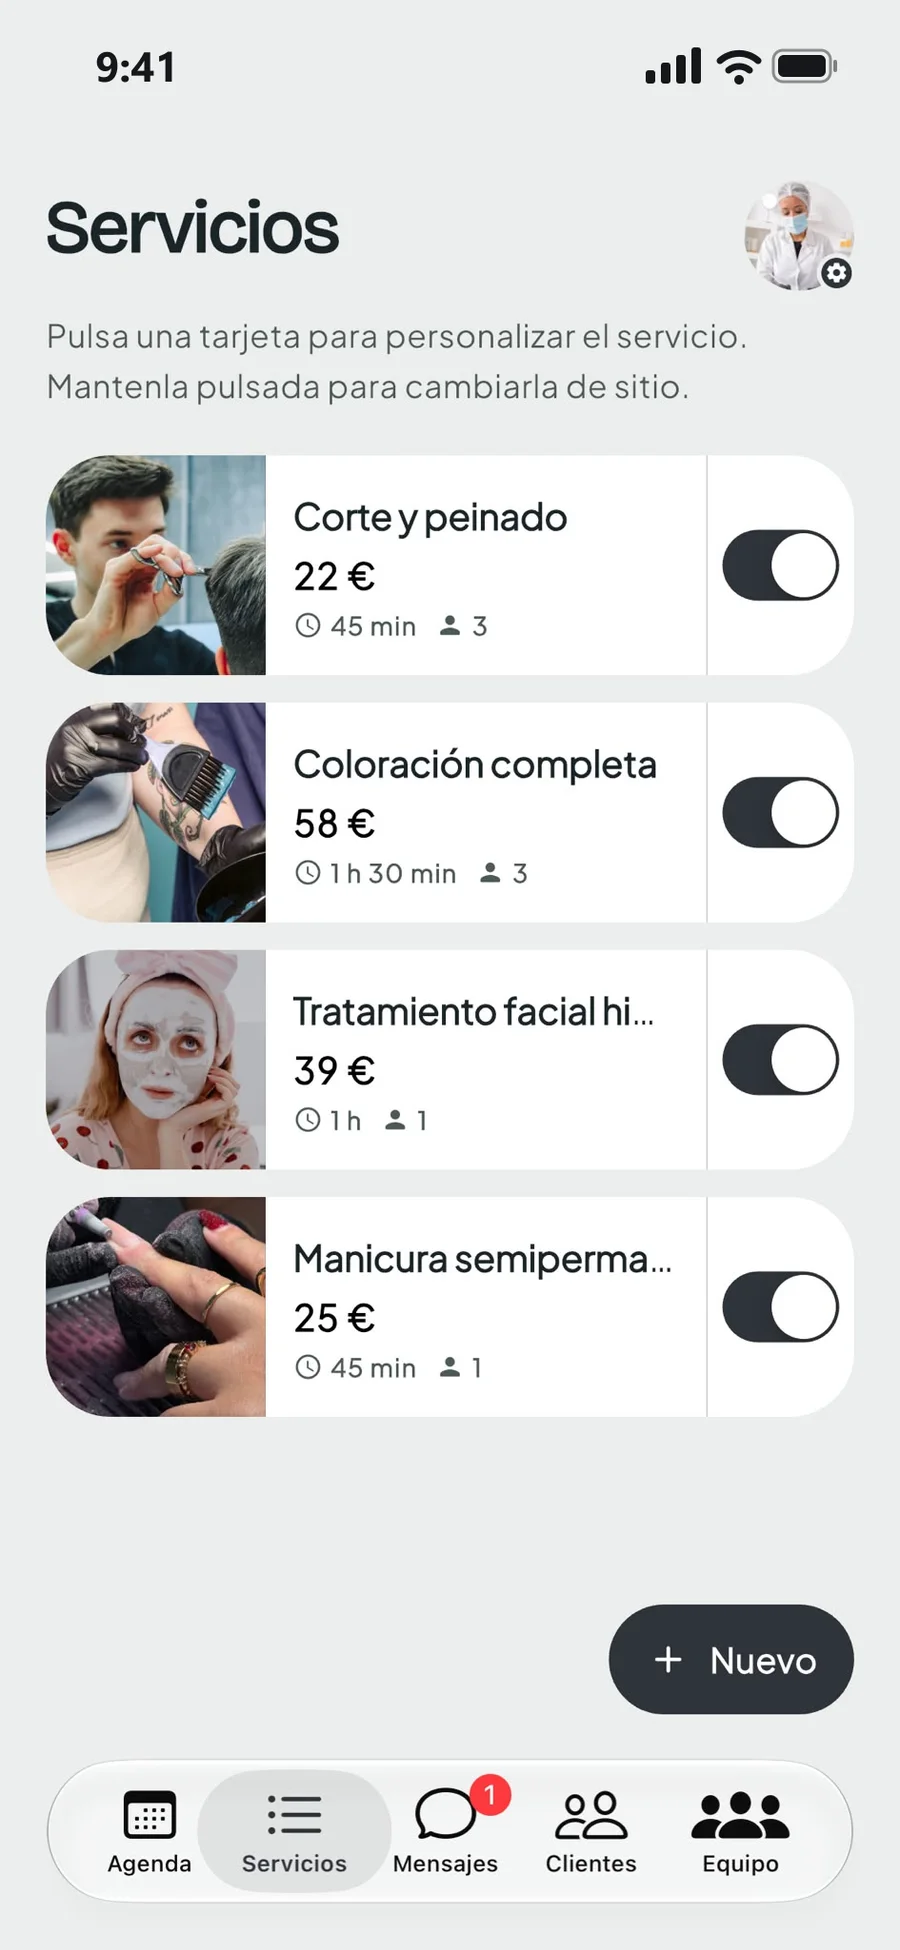 9:41
Servicios
Pulsa una tarjeta para personalizar el servicio.
Mantenla pulsada para cambiarla de sitio.
Corte y peinado
22 €
45 min 3
Coloración completa
58 €
1 h 30 min 3
Tratamiento facial hi...
39 €
1 h 1
Manicura semiperma...
25 €
45 min 1
+ Nuevo
1
Agenda Servicios Mensajes Clientes Equipo